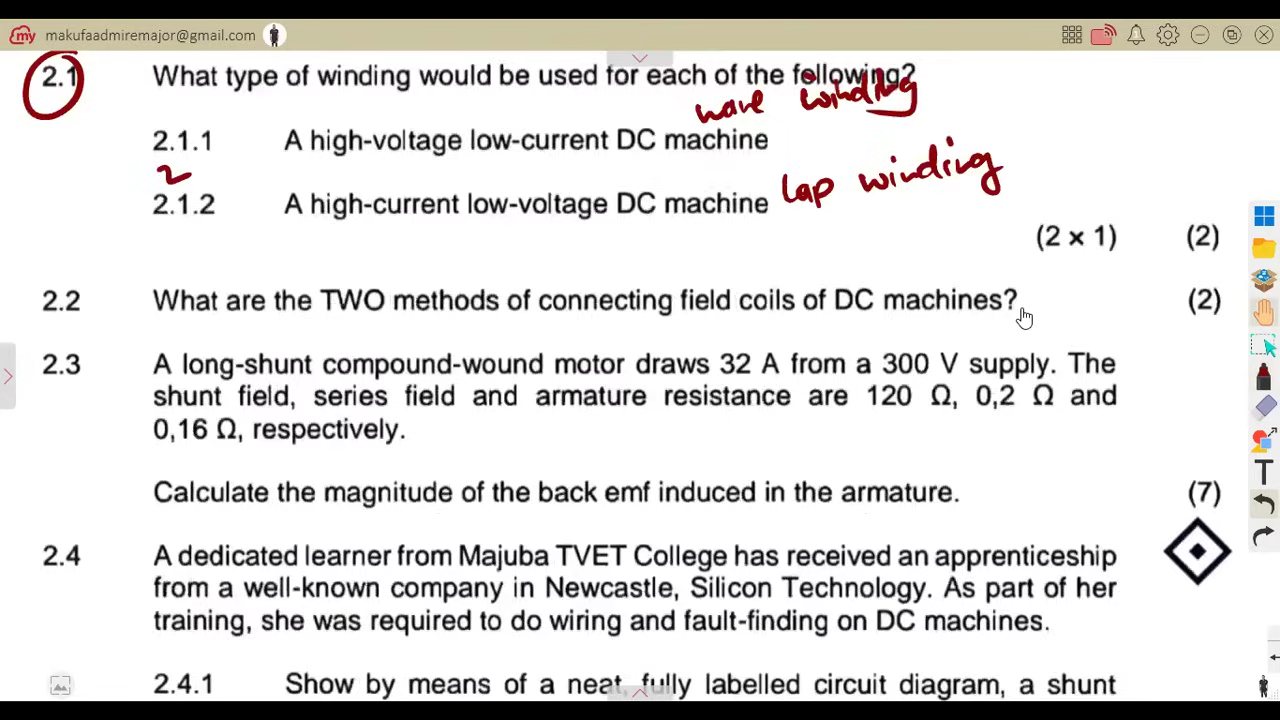 my makufaadmiremajor@gmail.com
2.1 What type of winding would be used for each of the following?
wave winding
2.1.1 A high-voltage low-current DC machine
2
lap winding
2.1.2 A high-current low-voltage DC machine
(2 × 1) (2)
2.2 What are the TWO methods of connecting field coils of DC machines? (2)
2.3 A long-shunt compound-wound motor draws 32 A from a 300 V supply. The
shunt field, series field and armature resistance are 120 Ω, 0,2 Ω and
0,16 Ω, respectively.
Calculate the magnitude of the back emf induced in the armature. (7)
2.4 A dedicated learner from Majuba TVET College has received an apprenticeship
from a well-known company in Newcastle, Silicon Technology. As part of her
training, she was required to do wiring and fault-finding on DC machines.
2.4.1 Show by means of a neat, fully labelled circuit diagram, a shunt